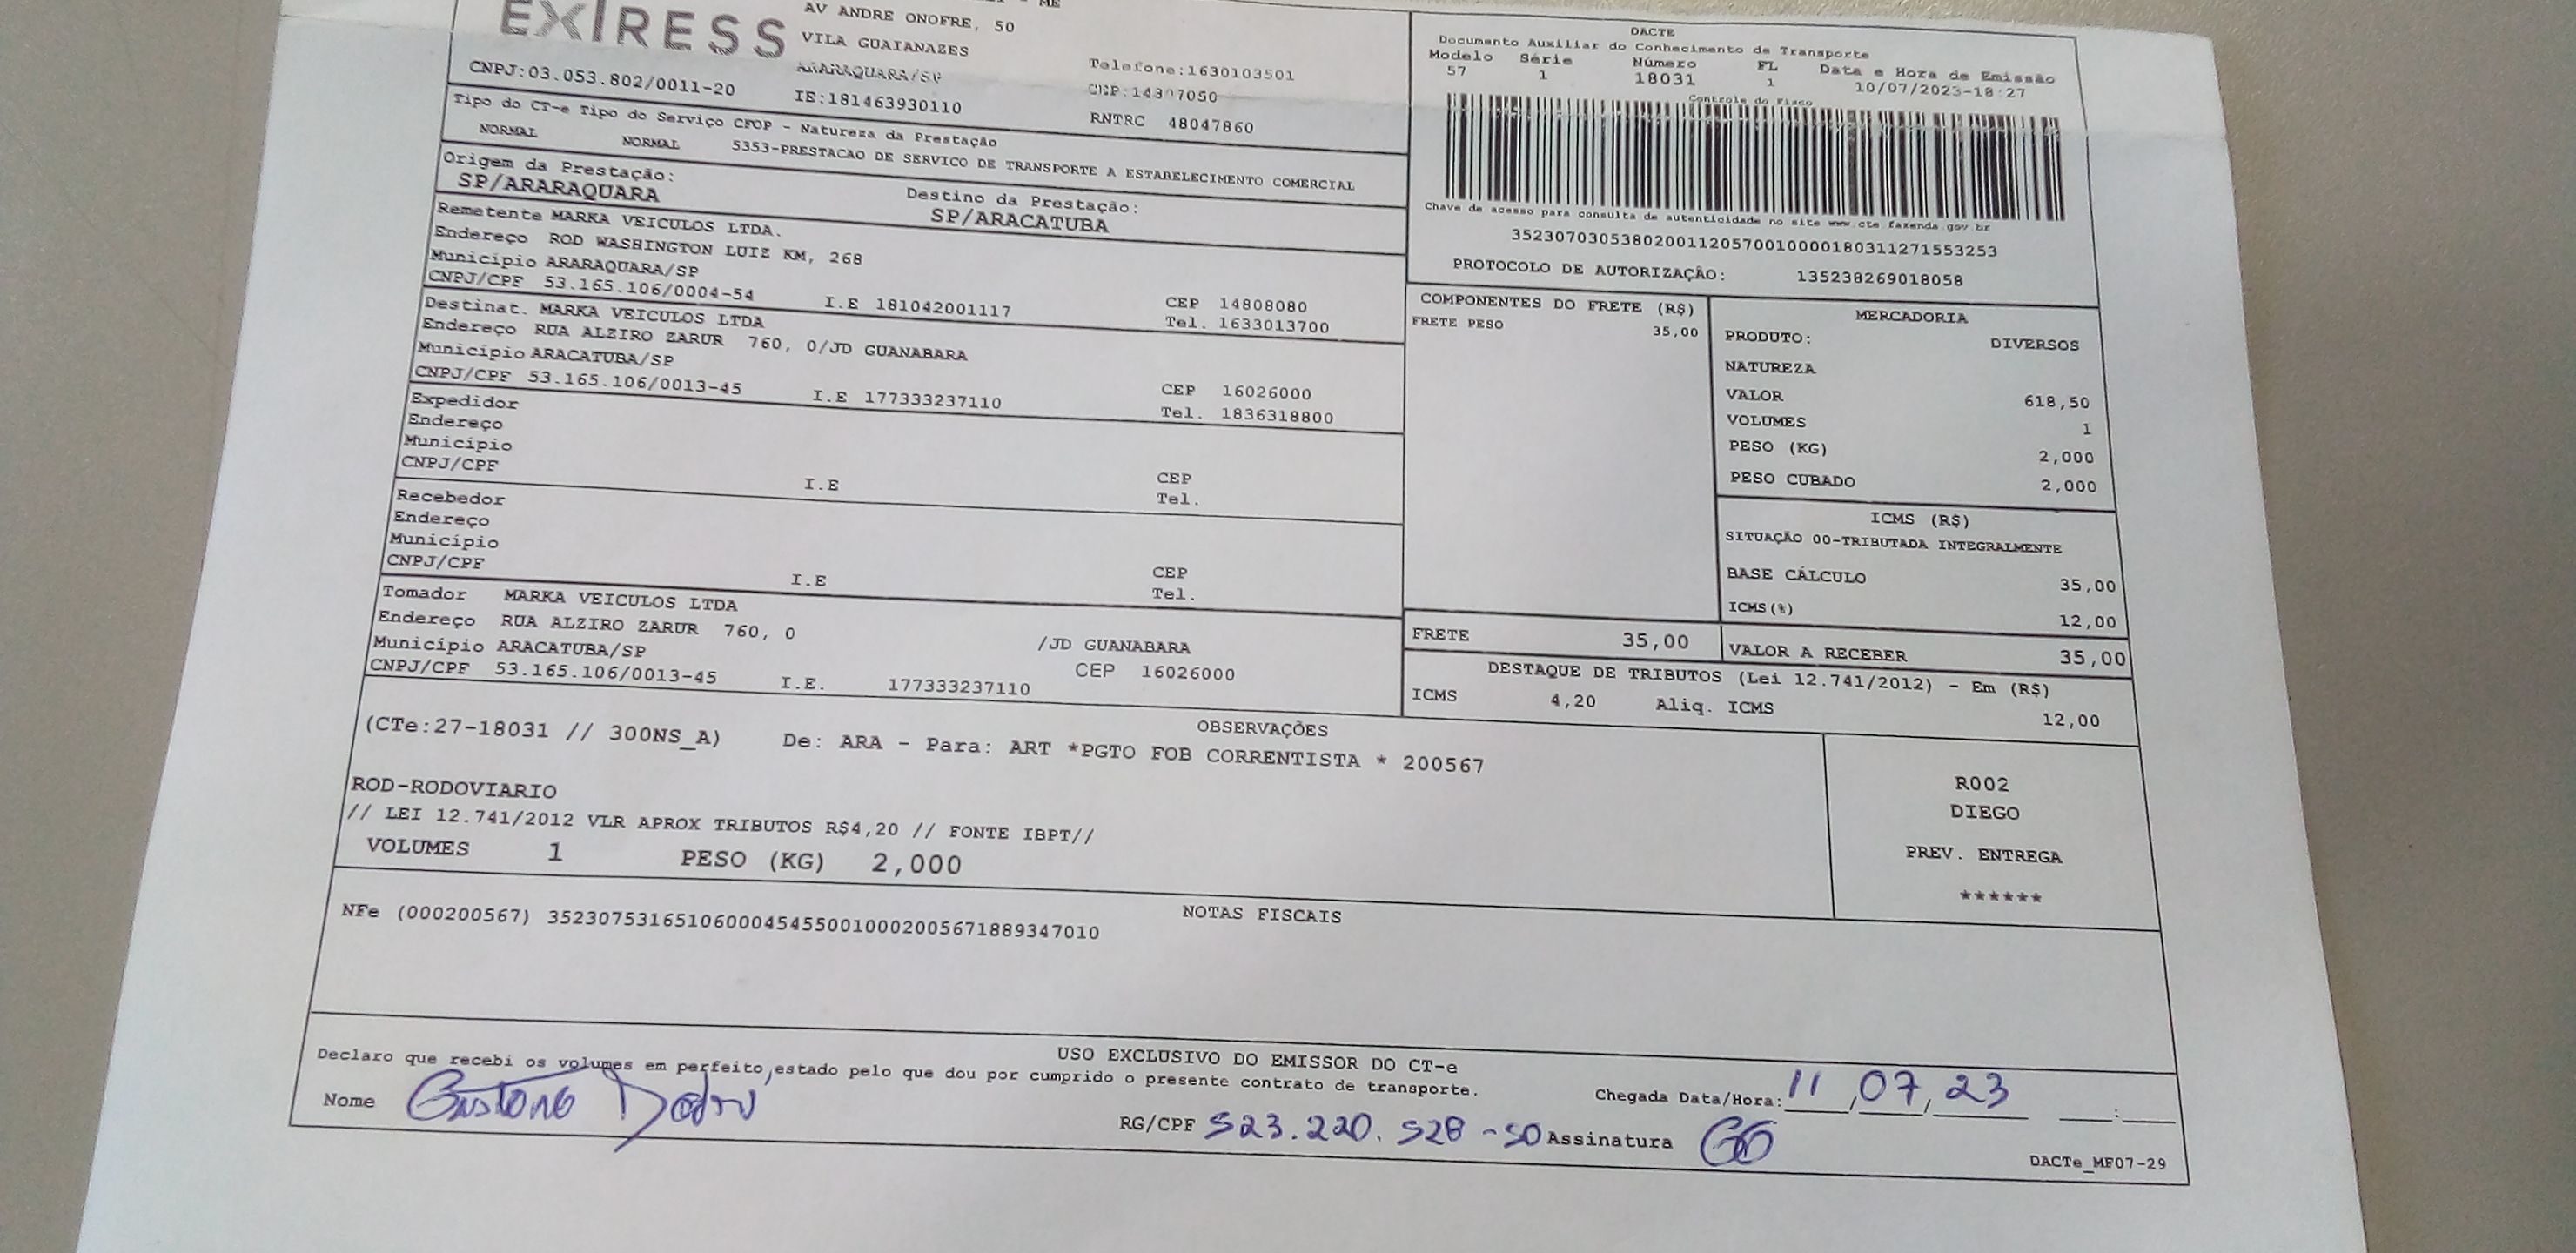 EXPRESS
AV ANDRE ONOFRE, 50
VILA GUAIANAZES
ARARAQUARA/SP
Telefone:1630103501
CNPJ:03.053.802/0011-20
IE:181463930110
RNTRC 48047860
Tipo do CT-e Tipo do Serviço CFOP - Natureza da Prestação
NORMAL NORMAL 5353-PRESTACAO DE SERVICO DE TRANSPORTE A ESTABELECIMENTO COMERCIAL
Origem da Prestação: Destino da Prestação:
SP/ARARAQUARA SP/ARACATUBA
DACTE
Documento Auxiliar do Conhecimento de Transporte
Modelo Série Número FL Data e Hora de Emissão
57 1 18031 1 10/07/2023-18:27
Controle do Fisco
Chave de acesso para consulta de autenticidade no site www.cte.fazenda.gov.br
35230703053802001120570010000180311271553253
PROTOCOLO DE AUTORIZAÇÃO: 135238269018058
Remetente MARKA VEICULOS LTDA.
Endereço ROD WASHINGTON LUIZ KM, 268
Município ARARAQUARA/SP CEP 14808080
CNPJ/CPF 53.165.106/0004-54 I.E 181042001117 Tel. 1633013700
Destinat. MARKA VEICULOS LTDA
Endereço RUA ALZIRO ZARUR 760, 0/JD GUANABARA
Município ARACATUBA/SP CEP 16026000
CNPJ/CPF 53.165.106/0013-45 I.E 177333237110 Tel. 1836318800
Expedidor
Endereço
Município CEP
CNPJ/CPF I.E Tel.
Recebedor
Endereço
Município CEP
CNPJ/CPF I.E Tel.
Tomador MARKA VEICULOS LTDA
Endereço RUA ALZIRO ZARUR 760, 0 /JD GUANABARA
Município ARACATUBA/SP CEP 16026000
CNPJ/CPF 53.165.106/0013-45 I.E. 177333237110
COMPONENTES DO FRETE (R$)
FRETE PESO 35,00
MERCADORIA
PRODUTO: DIVERSOS
NATUREZA
VALOR 618,50
VOLUMES 1
PESO (KG) 2,000
PESO CUBADO 2,000
ICMS (R$)
SITUAÇÃO 00-TRIBUTADA INTEGRALMENTE
BASE CÁLCULO 35,00
ICMS(%) 12,00
FRETE 35,00 VALOR A RECEBER 35,00
DESTAQUE DE TRIBUTOS (Lei 12.741/2012) - Em (R$)
ICMS 4,20 Aliq. ICMS 12,00
OBSERVAÇÕES
(CTe:27-18031 // 300NS_A) De: ARA - Para: ART *PGTO FOB CORRENTISTA * 200567
ROD-RODOVIARIO
// LEI 12.741/2012 VLR APROX TRIBUTOS R$4,20 // FONTE IBPT//
VOLUMES 1 PESO (KG) 2,000
R002
DIEGO
PREV. ENTREGA
******
NOTAS FISCAIS
NFe (000200567) 35230753165106000454550010002005671889347010
USO EXCLUSIVO DO EMISSOR DO CT-e
Declaro que recebi os volumes em perfeito estado pelo que dou por cumprido o presente contrato de transporte.
Nome Chegada Data/Hora: 11/07/23 :
RG/CPF 523.220.528-50 Assinatura
DACTe_MF07-29